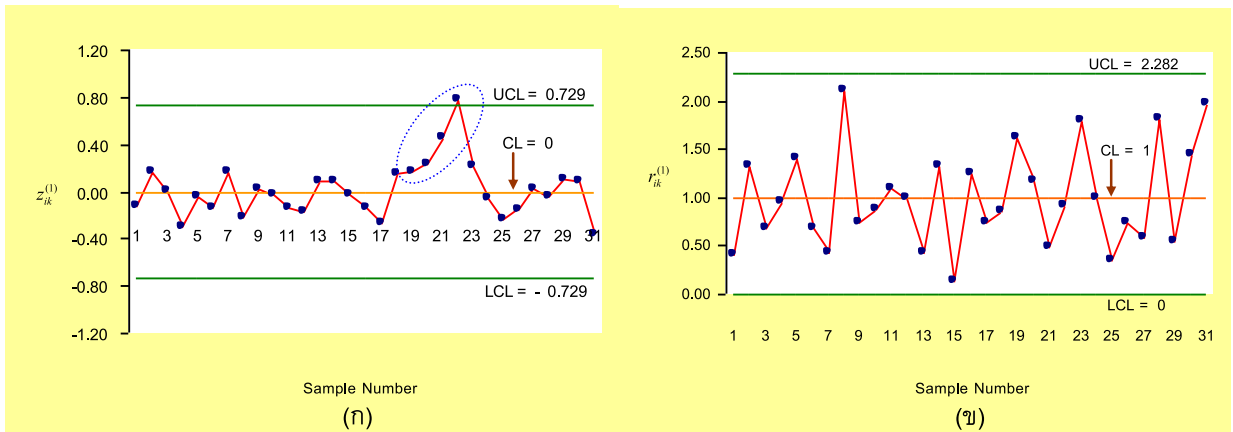 1.20
0.80
0.40
0.00
-0.40
-0.80
-1.20
z_{ik}^{(1)}
UCL = 0.729
CL = 0
LCL = - 0.729
1 3 5 7 9 11 13 15 17 19 21 23 25 27 29 31
Sample Number
(ก)
2.50
2.00
1.50
1.00
0.50
0.00
r_{ik}^{(1)}
UCL = 2.282
CL = 1
LCL = 0
1 3 5 7 9 11 13 15 17 19 21 23 25 27 29 31
Sample Number
(ข)